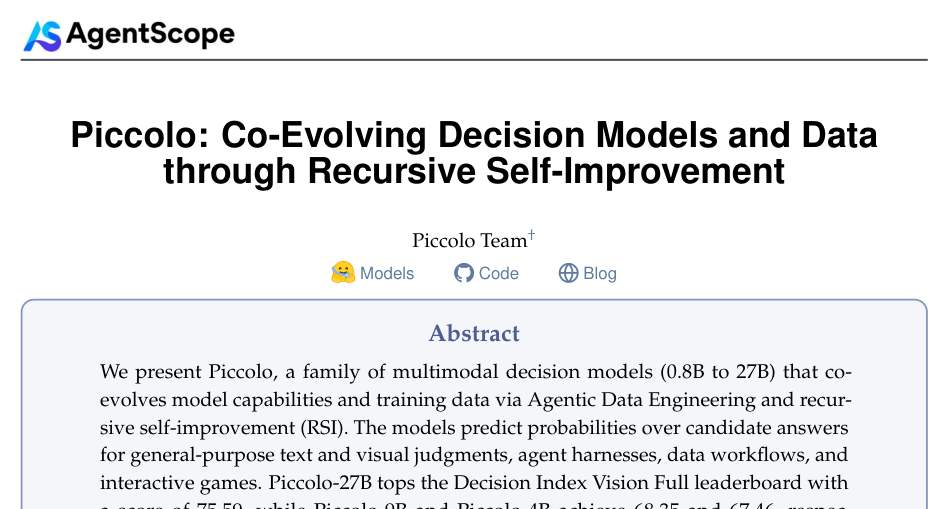 AgentScope
Piccolo: Co-Evolving Decision Models and Data
through Recursive Self-Improvement
Piccolo Team†
Models Code Blog
Abstract
We present Piccolo, a family of multimodal decision models (0.8B to 27B) that co-
evolves model capabilities and training data via Agentic Data Engineering and recur-
sive self-improvement (RSI). The models predict probabilities over candidate answers
for general-purpose text and visual judgments, agent harnesses, data workflows, and
interactive games. Piccolo-27B tops the Decision Index Vision Full leaderboard with